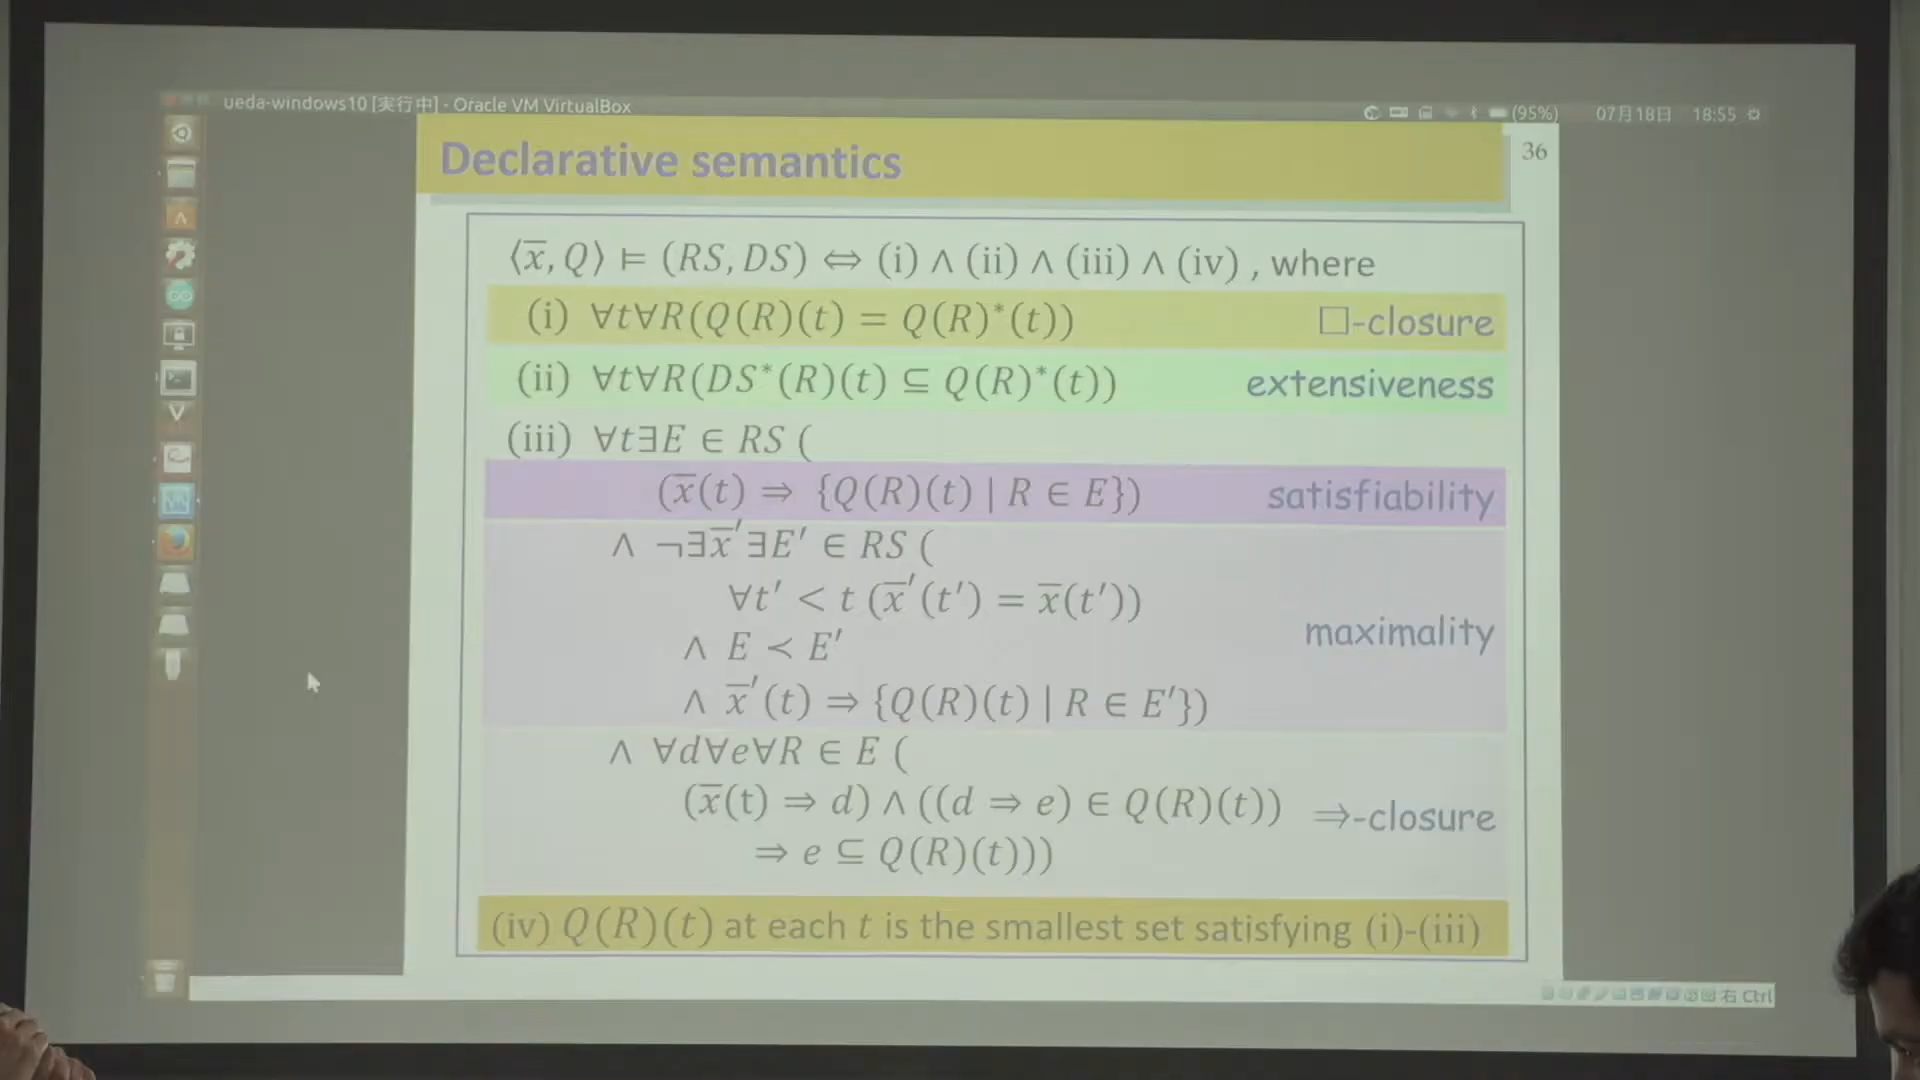 ueda-windows10 [実行中] - Oracle VM VirtualBox
(95%) 07月18日 18:55
Declarative semantics
36
⟨x̅, Q⟩ ⊨ (RS, DS) ⇔ (i) ∧ (ii) ∧ (iii) ∧ (iv) , where
(i) ∀t∀R(Q(R)(t) = Q(R)*(t)) □-closure
(ii) ∀t∀R(DS*(R)(t) ⊆ Q(R)*(t)) extensiveness
(iii) ∀t∃E ∈ RS (
(x̅(t) ⇒ {Q(R)(t) | R ∈ E}) satisfiability
∧ ¬∃x̅′∃E′ ∈ RS (
∀t′ < t (x̅′(t′) = x̅(t′))
∧ E ≺ E′
maximality
∧ x̅′(t) ⇒ {Q(R)(t) | R ∈ E′})
∧ ∀d∀e∀R ∈ E (
(x̅(t) ⇒ d) ∧ ((d ⇒ e) ∈ Q(R)(t)) ⇒-closure
⇒ e ⊆ Q(R)(t)))
(iv) Q(R)(t) at each t is the smallest set satisfying (i)-(iii)
右 Ctrl